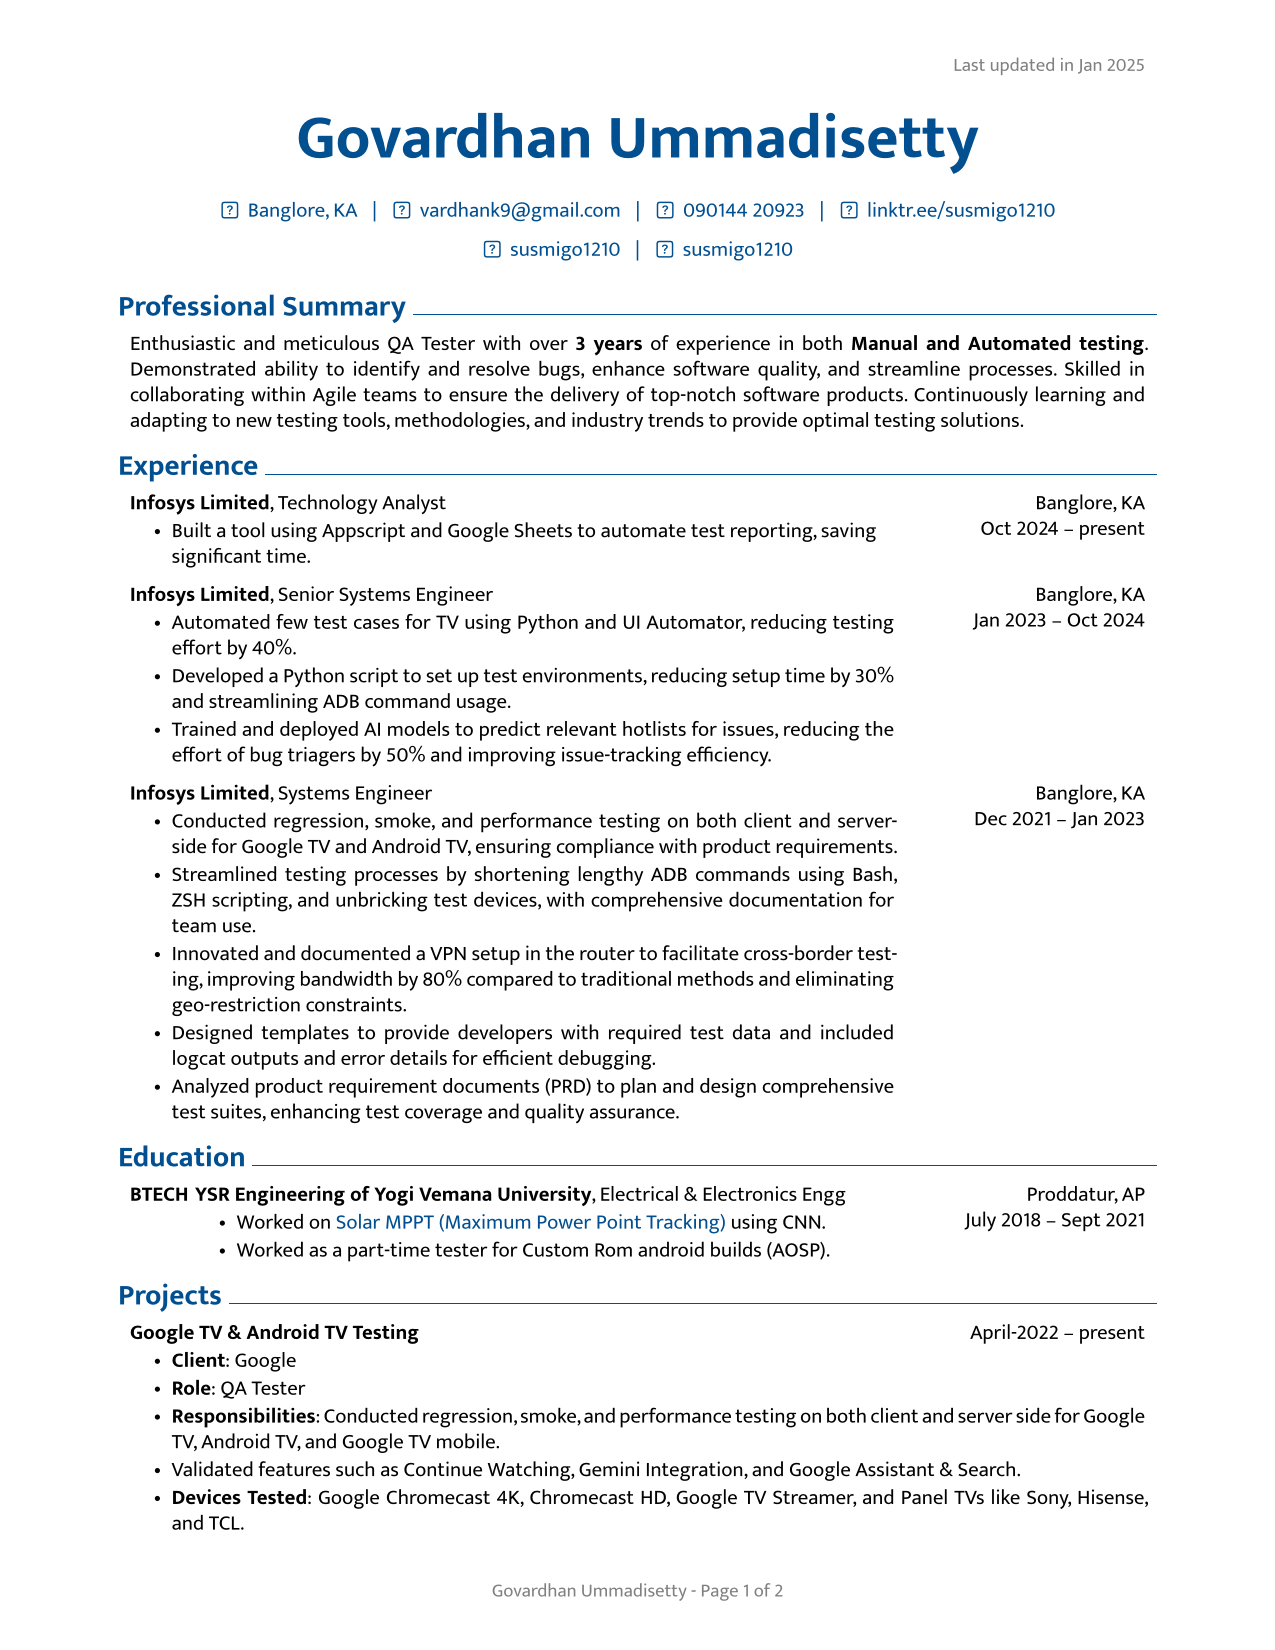 Last updated in Jan 2025
Govardhan Ummadisetty
Banglore, KA | vardhank9@gmail.com | 090144 20923 | linktr.ee/susmigo1210
susmigo1210 | susmigo1210
Professional Summary
Enthusiastic and meticulous QA Tester with over 3 years of experience in both Manual and Automated testing.
Demonstrated ability to identify and resolve bugs, enhance software quality, and streamline processes. Skilled in
collaborating within Agile teams to ensure the delivery of top-notch software products. Continuously learning and
adapting to new testing tools, methodologies, and industry trends to provide optimal testing solutions.
Experience
Infosys Limited, Technology Analyst
Banglore, KA
Oct 2024 – present
• Built a tool using Appscript and Google Sheets to automate test reporting, saving
significant time.
Infosys Limited, Senior Systems Engineer
Banglore, KA
Jan 2023 – Oct 2024
• Automated few test cases for TV using Python and UI Automator, reducing testing
effort by 40%.
• Developed a Python script to set up test environments, reducing setup time by 30%
and streamlining ADB command usage.
• Trained and deployed AI models to predict relevant hotlists for issues, reducing the
effort of bug triagers by 50% and improving issue-tracking efficiency.
Infosys Limited, Systems Engineer
Banglore, KA
Dec 2021 – Jan 2023
• Conducted regression, smoke, and performance testing on both client and server-
side for Google TV and Android TV, ensuring compliance with product requirements.
• Streamlined testing processes by shortening lengthy ADB commands using Bash,
ZSH scripting, and unbricking test devices, with comprehensive documentation for
team use.
• Innovated and documented a VPN setup in the router to facilitate cross-border test-
ing, improving bandwidth by 80% compared to traditional methods and eliminating
geo-restriction constraints.
• Designed templates to provide developers with required test data and included
logcat outputs and error details for efficient debugging.
• Analyzed product requirement documents (PRD) to plan and design comprehensive
test suites, enhancing test coverage and quality assurance.
Education
BTECH YSR Engineering of Yogi Vemana University, Electrical & Electronics Engg
Proddatur, AP
July 2018 – Sept 2021
• Worked on Solar MPPT (Maximum Power Point Tracking) using CNN.
• Worked as a part-time tester for Custom Rom android builds (AOSP).
Projects
Google TV & Android TV Testing
April-2022 – present
• Client: Google
• Role: QA Tester
• Responsibilities: Conducted regression, smoke, and performance testing on both client and server side for Google
TV, Android TV, and Google TV mobile.
• Validated features such as Continue Watching, Gemini Integration, and Google Assistant & Search.
• Devices Tested: Google Chromecast 4K, Chromecast HD, Google TV Streamer, and Panel TVs like Sony, Hisense,
and TCL.
Govardhan Ummadisetty - Page 1 of 2